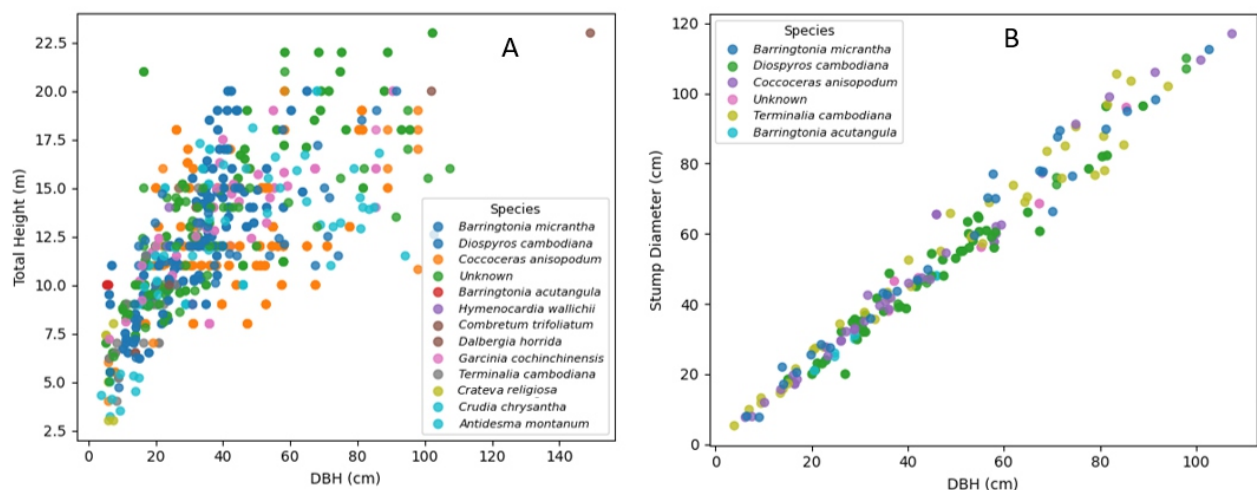 A
22.5
20.0
17.5
15.0
12.5
10.0
7.5
5.0
2.5
Total Height (m)
0 20 40 60 80 100 120 140
DBH (cm)
Species
Barringtonia micrantha
Diospyros cambodiana
Coccoceras anisopodum
Unknown
Barringtonia acutangula
Hymenocardia wallichii
Combretum trifoliatum
Dalbergia horrida
Garcinia cochinchinensis
Terminalia cambodiana
Crateva religiosa
Crudia chrysantha
Antidesma montanum
B
120
100
80
60
40
20
0
Stump Diameter (cm)
0 20 40 60 80 100
DBH (cm)
Species
Barringtonia micrantha
Diospyros cambodiana
Coccoceras anisopodum
Unknown
Terminalia cambodiana
Barringtonia acutangula